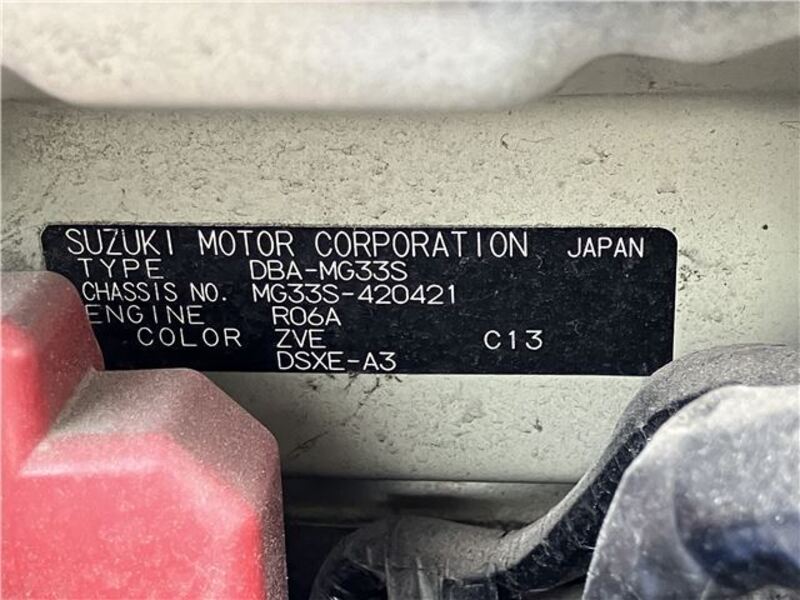 SUZUKI MOTOR CORPORATION JAPAN
TYPE DBA-MG33S
CHASSIS NO. MG33S-420421
ENGINE R06A
COLOR ZVE C13
DSXE-A3